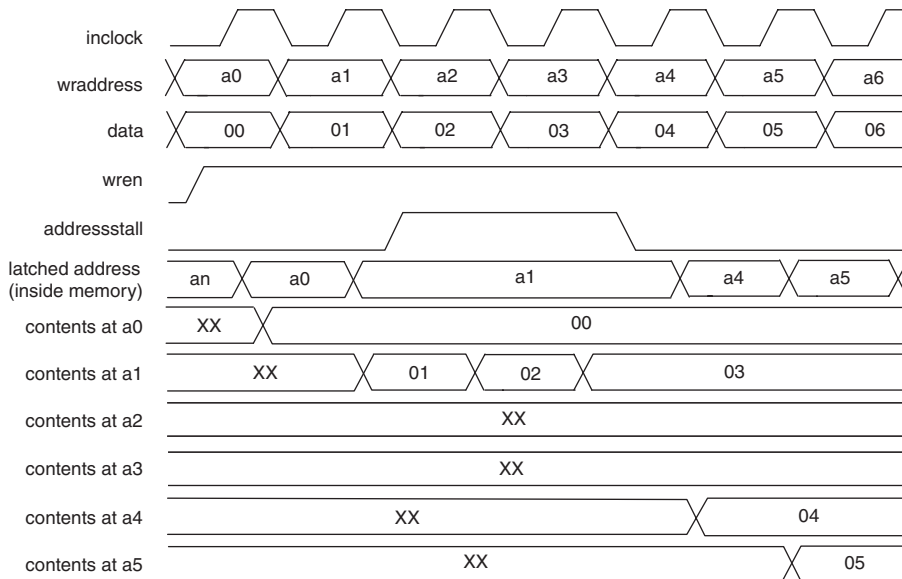 inclock
wraddress a0 a1 a2 a3 a4 a5 a6
data 00 01 02 03 04 05 06
wren
addressstall
latched address
(inside memory) an a0 a1 a4 a5
contents at a0 XX 00
contents at a1 XX 01 02 03
contents at a2 XX
contents at a3 XX
contents at a4 XX 04
contents at a5 XX 05